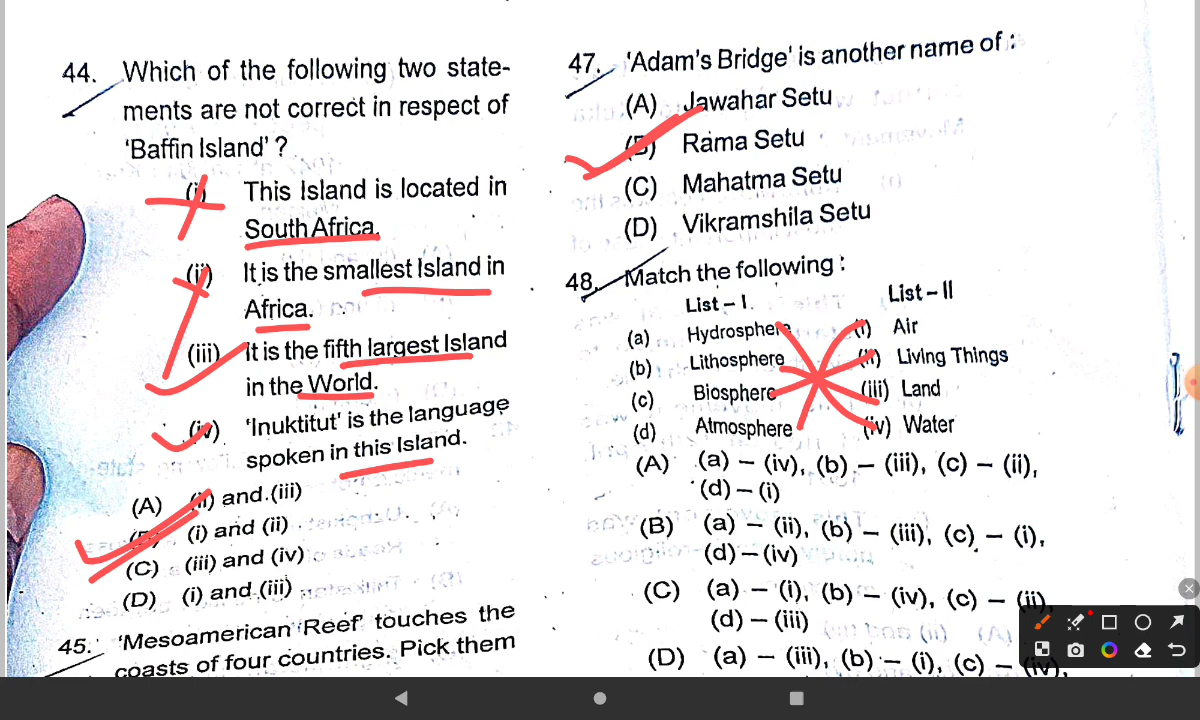 44. Which of the following two state-
ments are not correct in respect of
'Baffin Island' ?
(i) This Island is located in
South Africa.
(ii) It is the smallest Island in
Africa.
(iii) It is the fifth largest Island
in the World.
(iv) 'Inuktitut' is the language
spoken in this Island.
(A) (ii) and (iii)
(B) (i) and (ii)
(C) (iii) and (iv)
(D) (i) and (iii)
45. 'Mesoamerican Reef' touches the
coasts of four countries. Pick them
47. 'Adam's Bridge' is another name of :
(A) Jawahar Setu
(B) Rama Setu
(C) Mahatma Setu
(D) Vikramshila Setu
48. Match the following :
List – I List – II
(a) Hydrosphere (i) Air
(b) Lithosphere (ii) Living Things
(c) Biosphere (iii) Land
(d) Atmosphere (iv) Water
(A) (a) – (iv), (b) – (iii), (c) – (ii),
(d) – (i)
(B) (a) – (ii), (b) – (iii), (c) – (i),
(d) – (iv)
(C) (a) – (i), (b) – (iv), (c) – (ii),
(d) – (iii)
(D) (a) – (iii), (b) – (i), (c) – (iv),